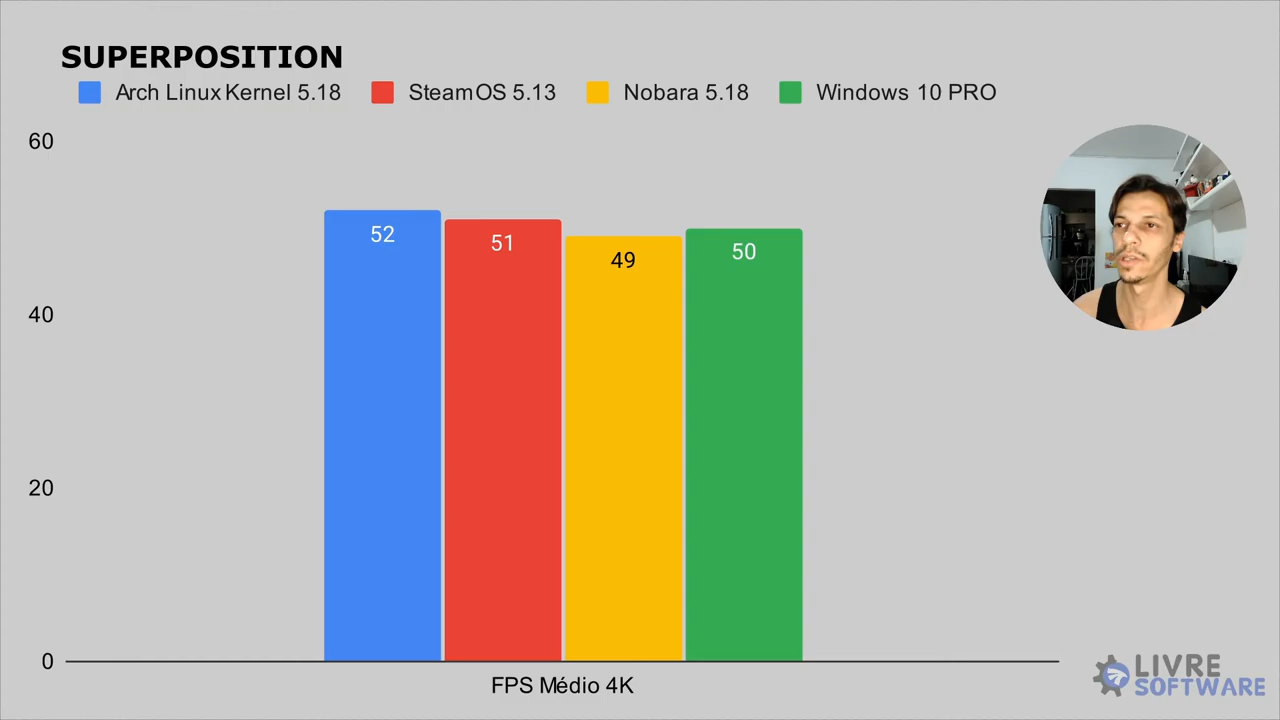 SUPERPOSITION
Arch Linux Kernel 5.18 SteamOS 5.13 Nobara 5.18 Windows 10 PRO
60
52
51
49
50
40
20
0
FPS Médio 4K
LIVRE
SOFTWARE